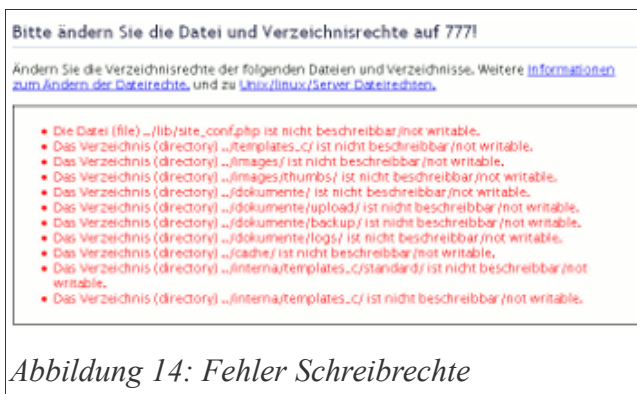 Bitte ändern Sie die Datei und Verzeichnisrechte auf 777!
Ändern Sie die Verzeichnisrechte der folgenden Dateien und Verzeichnisse. Weitere Informationen
zum Ändern der Dateirechte, und zu Unix/linux/Server Dateirechten.
• Die Datei (file) ../lib/site_conf.php ist nicht beschreibbar/not writable.
• Das Verzeichnis (directory) ../templates_c/ ist nicht beschreibbar/not writable.
• Das Verzeichnis (directory) ../images/ ist nicht beschreibbar/not writable.
• Das Verzeichnis (directory) ../images/thumbs/ ist nicht beschreibbar/not writable.
• Das Verzeichnis (directory) ../dokumente/ ist nicht beschreibbar/not writable.
• Das Verzeichnis (directory) ../dokumente/upload/ ist nicht beschreibbar/not writable.
• Das Verzeichnis (directory) ../dokumente/backup/ ist nicht beschreibbar/not writable.
• Das Verzeichnis (directory) ../dokumente/logs/ ist nicht beschreibbar/not writable.
• Das Verzeichnis (directory) ../cache/ ist nicht beschreibbar/not writable.
• Das Verzeichnis (directory) ../interna/templates_c/standard/ ist nicht beschreibbar/not
writable.
• Das Verzeichnis (directory) ../interna/templates_c/ ist nicht beschreibbar/not writable.
Abbildung 14: Fehler Schreibrechte